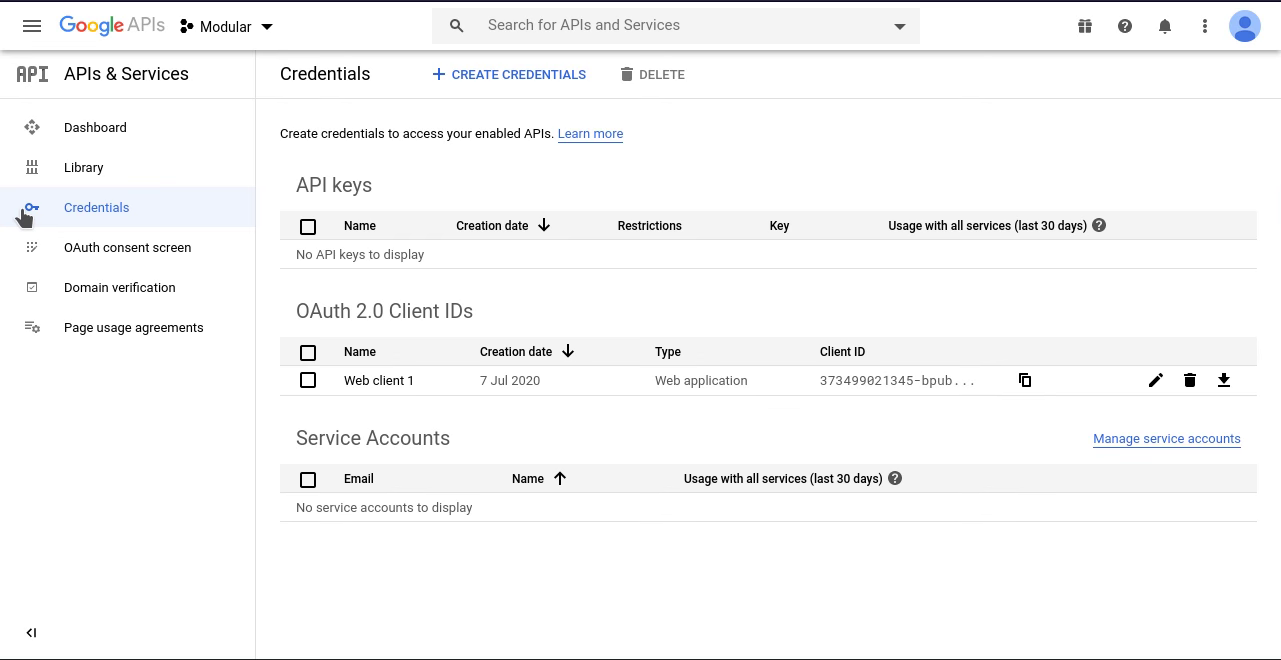 Google APIs Modular Search for APIs and Services
API APIs & Services Credentials + CREATE CREDENTIALS DELETE
Dashboard
Library
Credentials
OAuth consent screen
Domain verification
Page usage agreements
Create credentials to access your enabled APIs. Learn more
API keys
Name Creation date Restrictions Key Usage with all services (last 30 days)
No API keys to display
OAuth 2.0 Client IDs
Name Creation date Type Client ID
Web client 1 7 Jul 2020 Web application 373499021345-bpub...
Service Accounts Manage service accounts
Email Name Usage with all services (last 30 days)
No service accounts to display